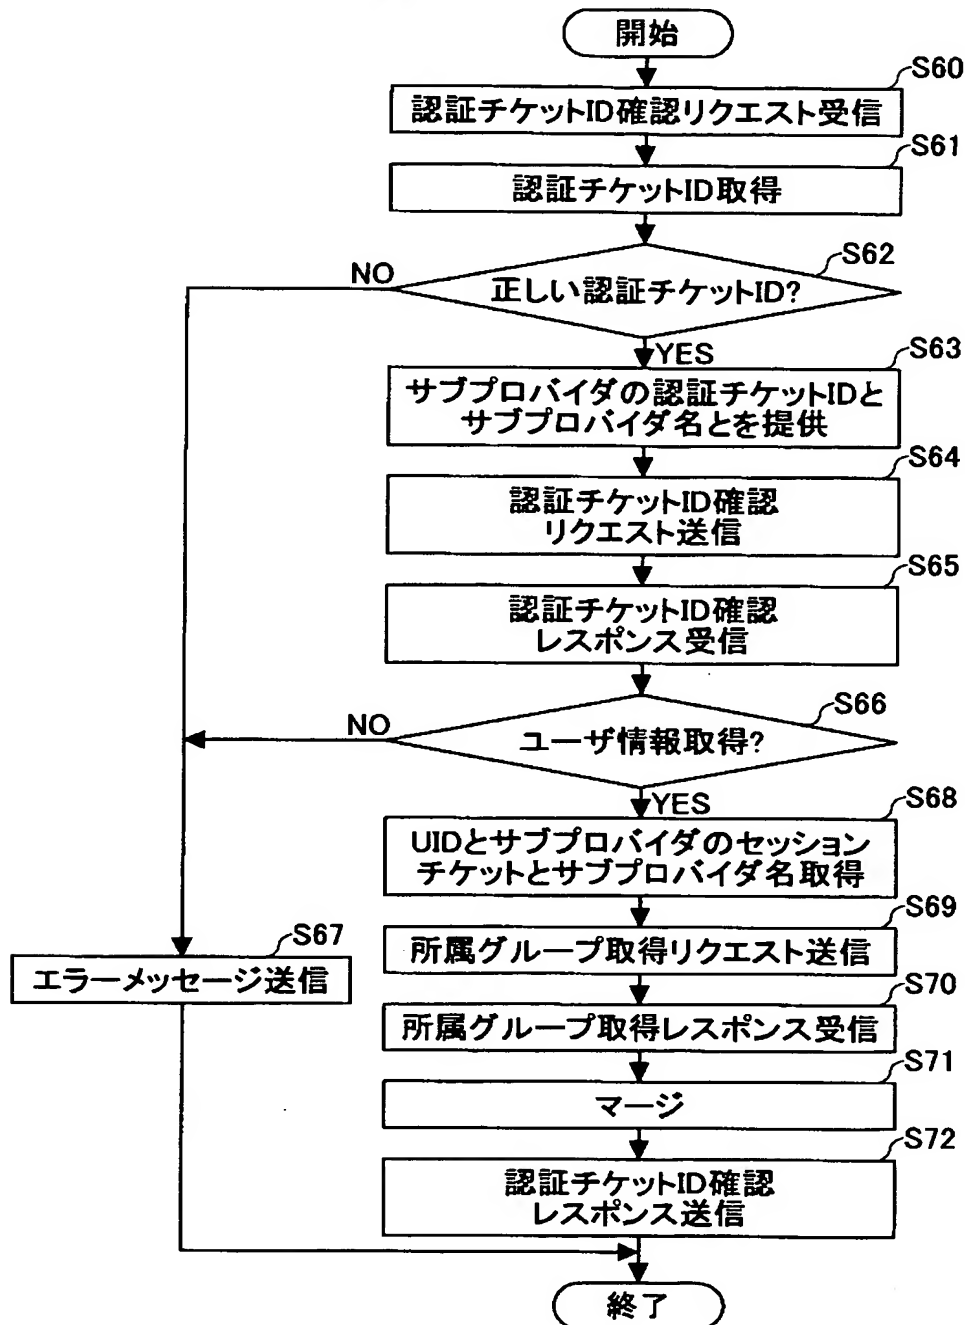 開始
S60
認証チケットID確認リクエスト受信
S61
認証チケットID取得
S62
NO
正しい認証チケットID?
YES
S63
サブプロバイダの認証チケットIDと
サブプロバイダ名とを提供
S64
認証チケットID確認
リクエスト送信
S65
認証チケットID確認
レスポンス受信
S66
NO
ユーザ情報取得?
YES
S68
UIDとサブプロバイダのセッション
チケットとサブプロバイダ名取得
S69
所属グループ取得リクエスト送信
S67
エラーメッセージ送信
S70
所属グループ取得レスポンス受信
S71
マージ
S72
認証チケットID確認
レスポンス送信
終了